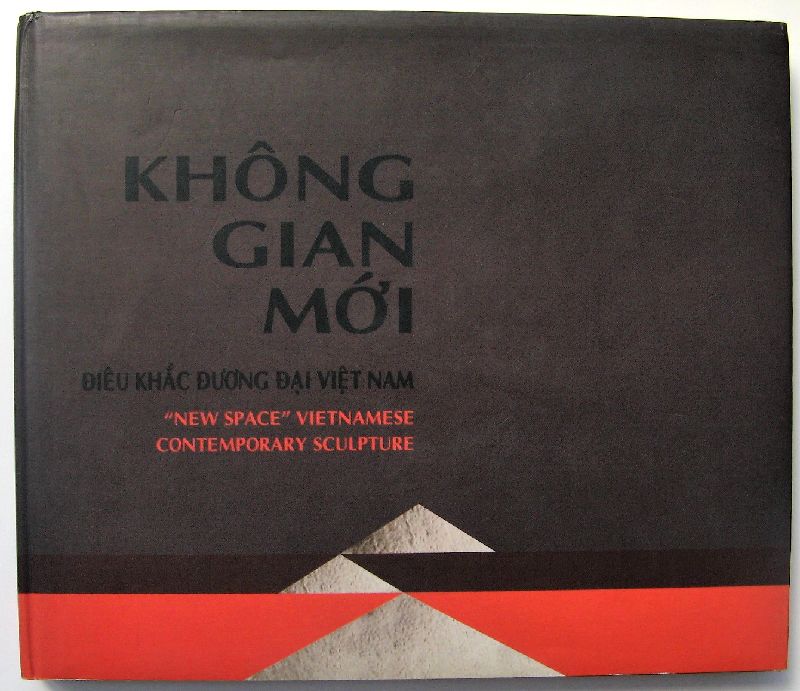 KHÔNG
GIAN
MỚI
ĐIÊU KHẮC ĐƯƠNG ĐẠI VIỆT NAM
“NEW SPACE” VIETNAMESE
CONTEMPORARY SCULPTURE